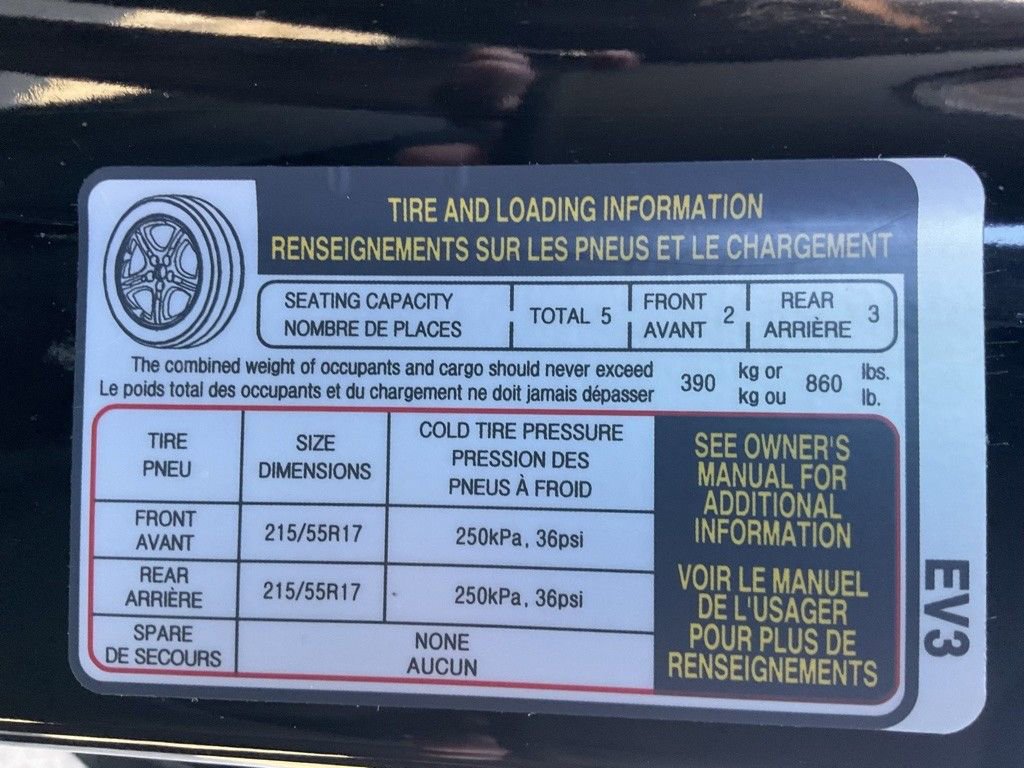 TIRE AND LOADING INFORMATION
RENSEIGNEMENTS SUR LES PNEUS ET LE CHARGEMENT
SEATING CAPACITY
NOMBRE DE PLACES
TOTAL 5
FRONT
AVANT
2
REAR
ARRIÈRE
3
The combined weight of occupants and cargo should never exceed
Le poids total des occupants et du chargement ne doit jamais dépasser
390
kg or
kg ou
860
lbs.
lb.
TIRE
PNEU
SIZE
DIMENSIONS
COLD TIRE PRESSURE
PRESSION DES
PNEUS À FROID
FRONT
AVANT
215/55R17
250kPa, 36psi
REAR
ARRIÈRE
215/55R17
250kPa, 36psi
SPARE
DE SECOURS
NONE
AUCUN
SEE OWNER'S
MANUAL FOR
ADDITIONAL
INFORMATION
VOIR LE MANUEL
DE L'USAGER
POUR PLUS DE
RENSEIGNEMENTS
EV3